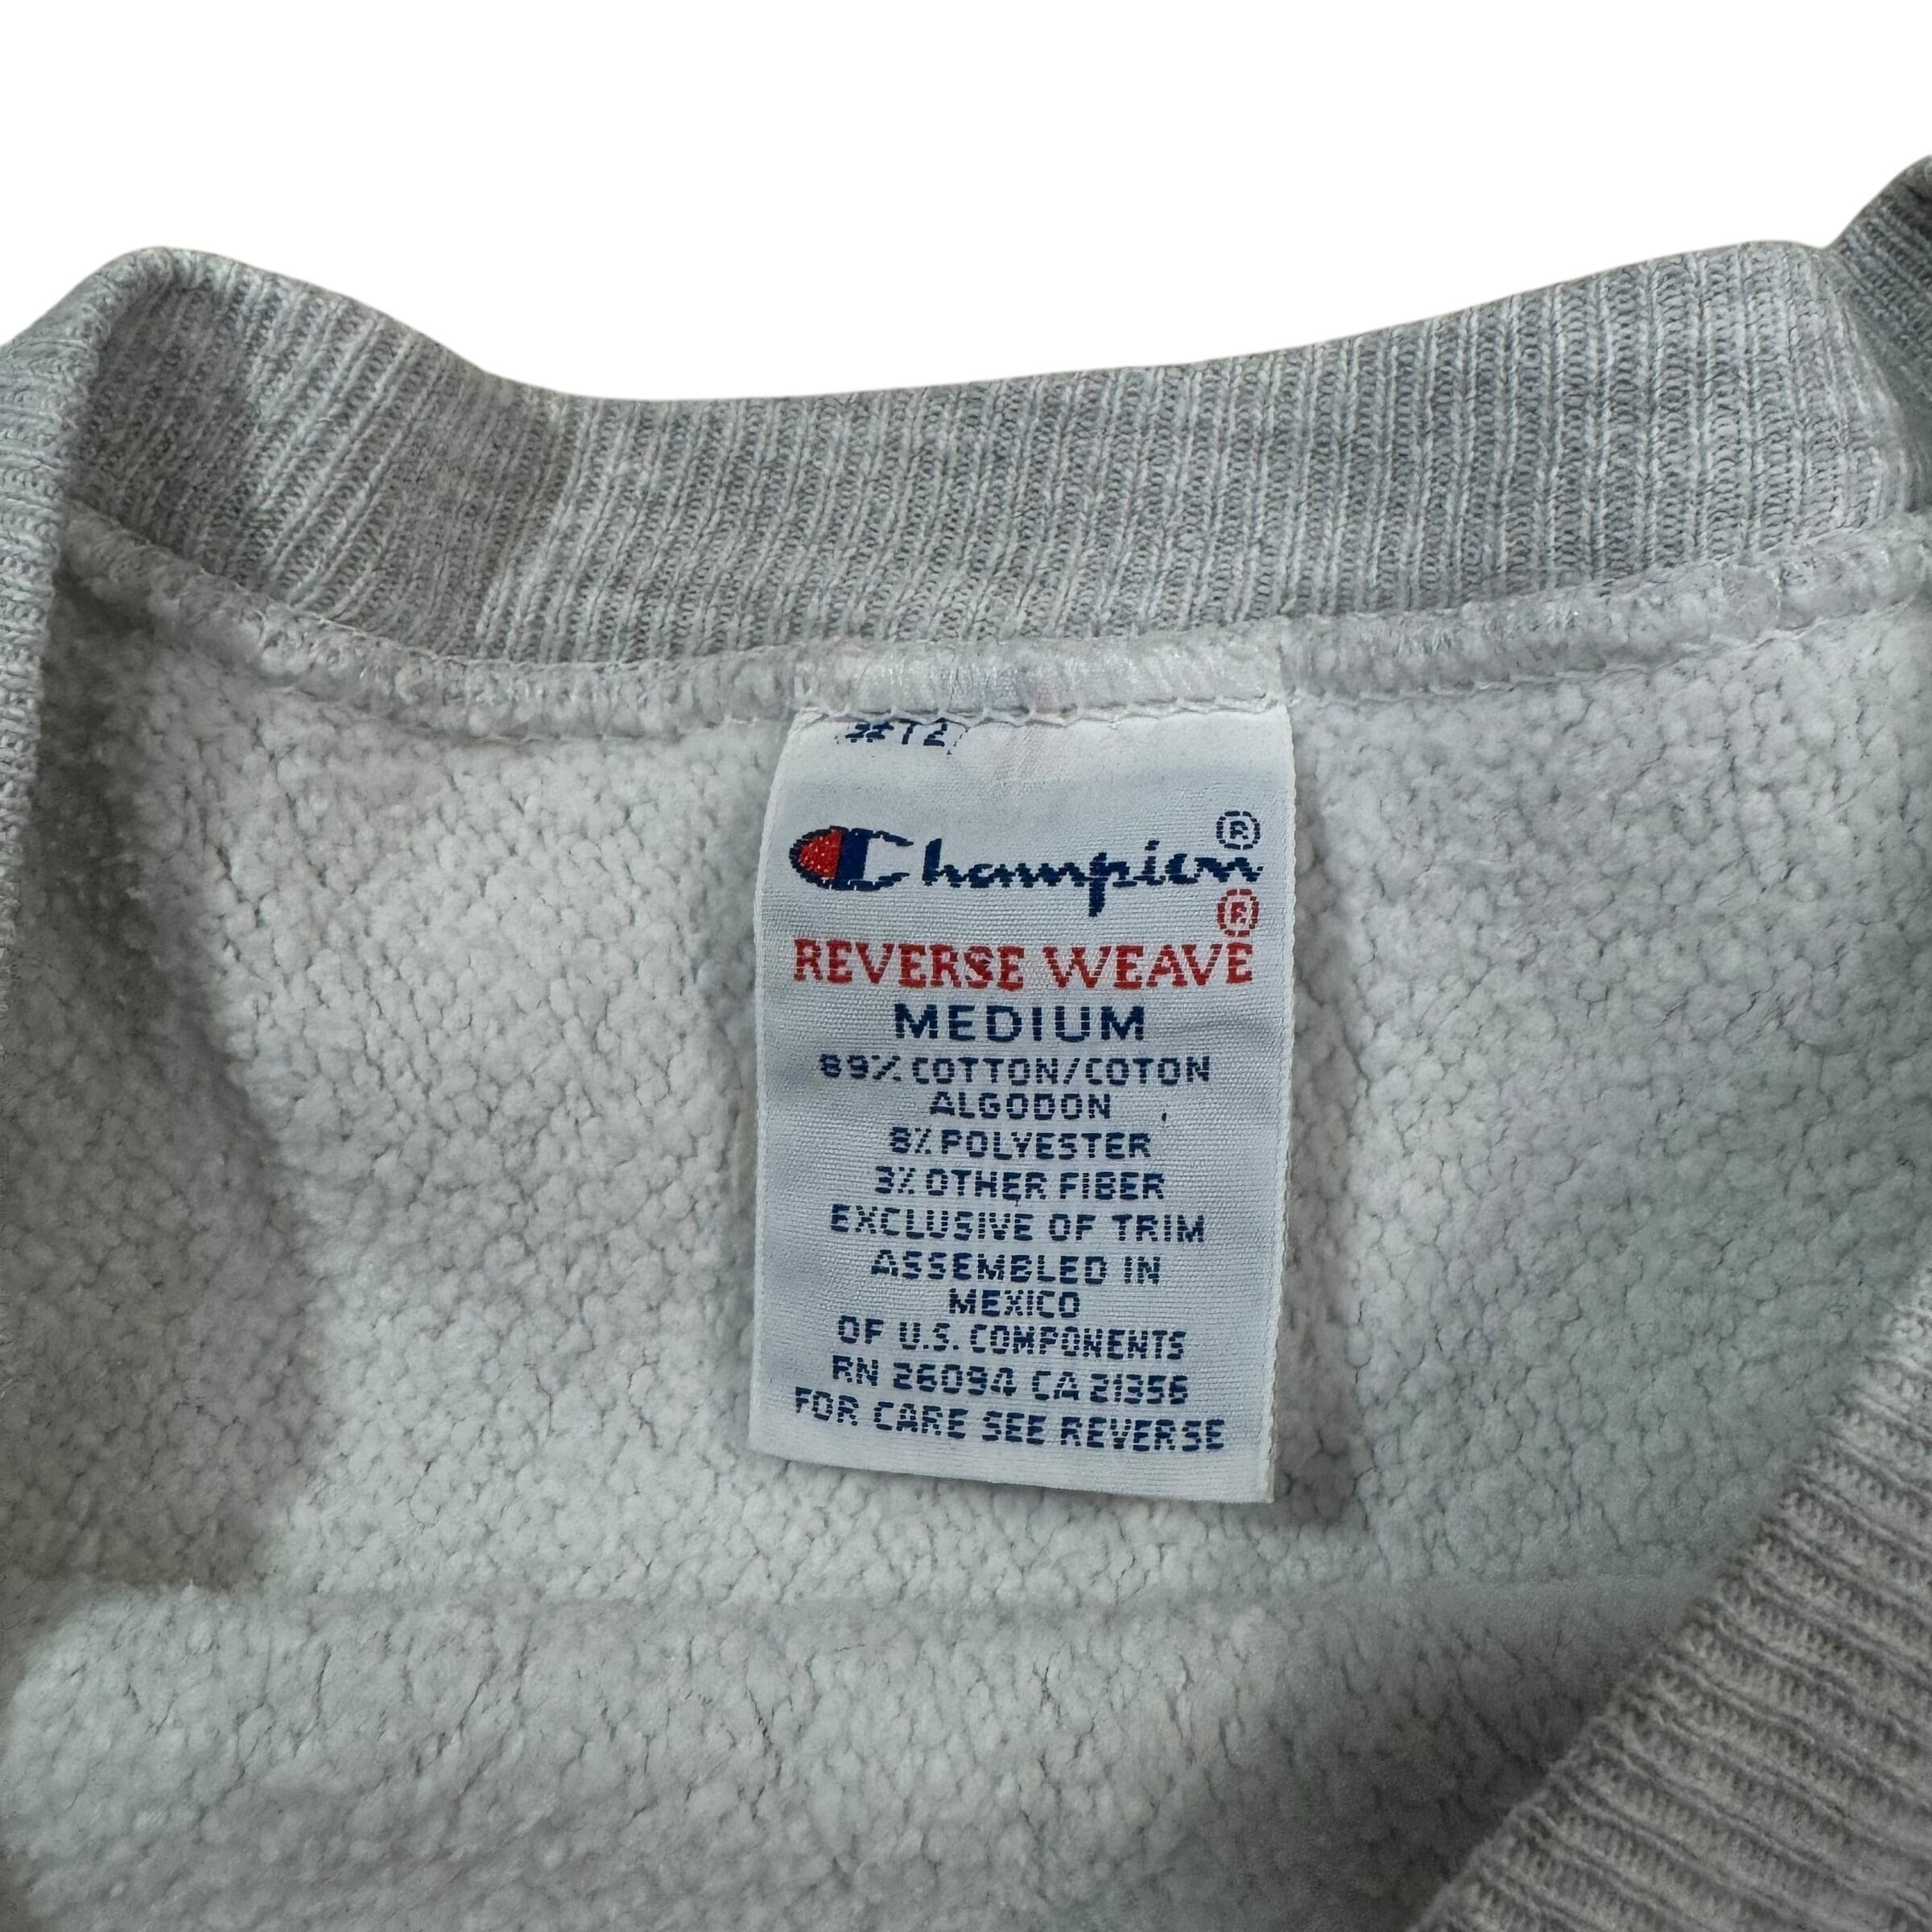 #T2
Champion®
REVERSE WEAVE®
MEDIUM
89% COTTON/COTON
ALGODON
8% POLYESTER
3% OTHER FIBER
EXCLUSIVE OF TRIM
ASSEMBLED IN
MEXICO
OF U.S. COMPONENTS
RN 26094 CA 21356
FOR CARE SEE REVERSE